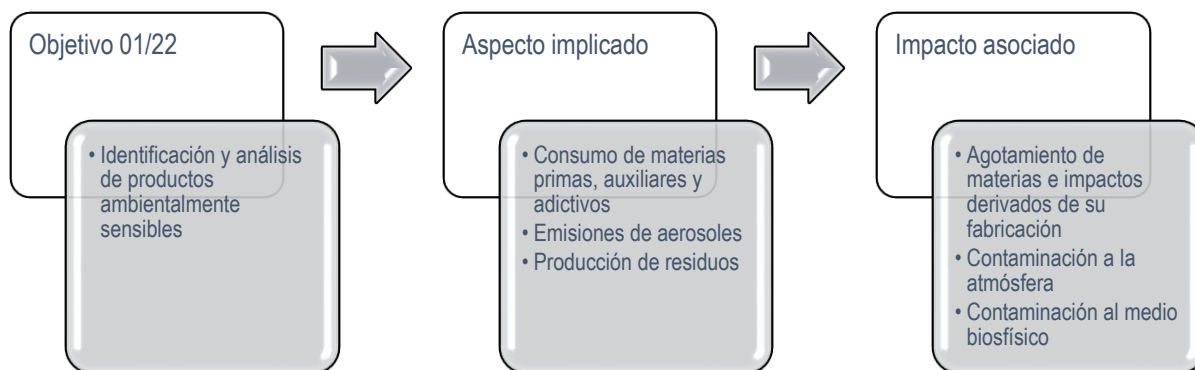 Objetivo 01/22
• Identificación y análisis
de productos
ambientalmente
sensibles
Aspecto implicado
• Consumo de materias
primas, auxiliares y
adictivos
• Emisiones de aerosoles
• Producción de residuos
Impacto asociado
• Agotamiento de
materias e impactos
derivados de su
fabricación
• Contaminación a la
atmósfera
• Contaminación al medio
biosfísico